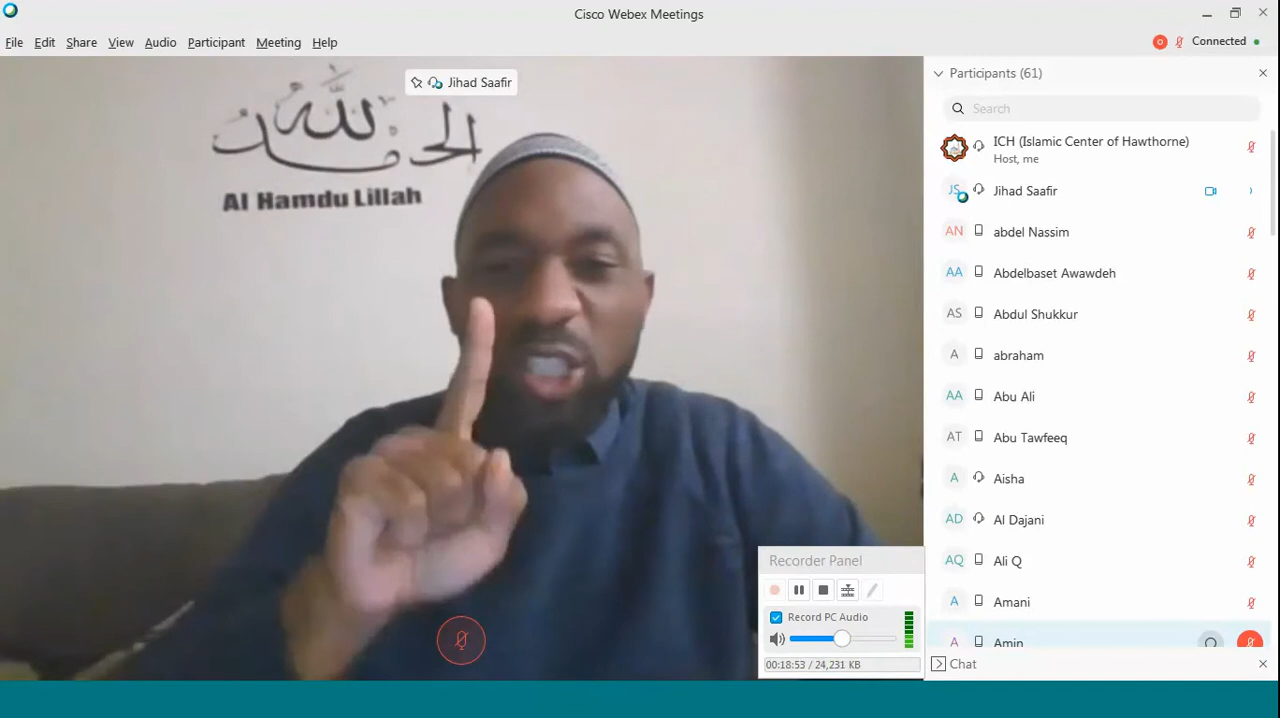 Cisco Webex Meetings
File Edit Share View Audio Participant Meeting Help
Connected
Jihad Saafir
الحمد لله
Al Hamdu Lillah
Participants (61)
Search
ICH (Islamic Center of Hawthorne)
Host, me
JS Jihad Saafir
AN abdel Nassim
AA Abdelbaset Awawdeh
AS Abdul Shukkur
A abraham
AA Abu Ali
AT Abu Tawfeeq
A Aisha
AD Al Dajani
AQ Ali Q
A Amani
A Amin
Chat
Recorder Panel
Record PC Audio
00:18:53 / 24,231 KB